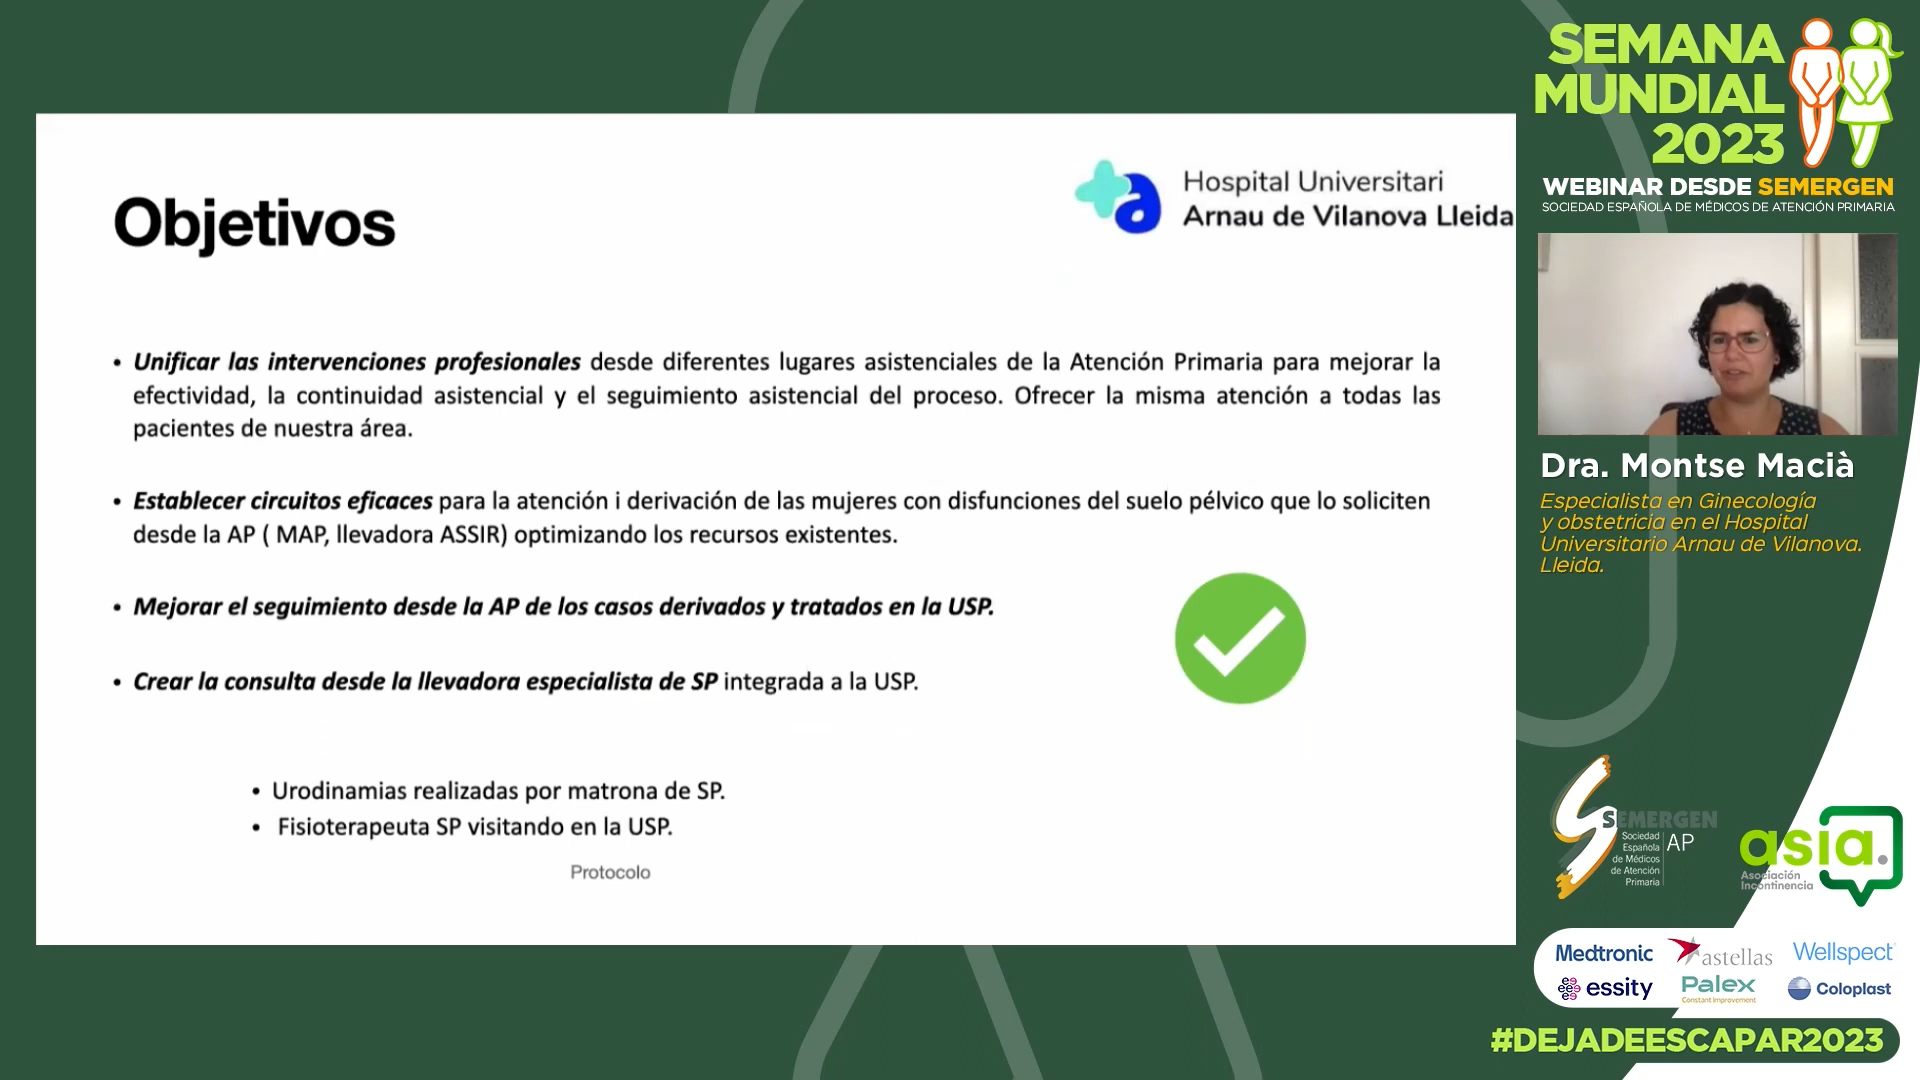 Objetivos
Hospital Universitari
Arnau de Vilanova Lleida
• Unificar las intervenciones profesionales desde diferentes lugares asistenciales de la Atención Primaria para mejorar la
efectividad, la continuidad asistencial y el seguimiento asistencial del proceso. Ofrecer la misma atención a todas las
pacientes de nuestra área.
• Establecer circuitos eficaces para la atención i derivación de las mujeres con disfunciones del suelo pélvico que lo soliciten
desde la AP ( MAP, llevadora ASSIR) optimizando los recursos existentes.
• Mejorar el seguimiento desde la AP de los casos derivados y tratados en la USP.
• Crear la consulta desde la llevadora especialista de SP integrada a la USP.
• Urodinamias realizadas por matrona de SP.
• Fisioterapeuta SP visitando en la USP.
Protocolo
SEMANA
MUNDIAL
2023
WEBINAR DESDE SEMERGEN
SOCIEDAD ESPAÑOLA DE MÉDICOS DE ATENCIÓN PRIMARIA
Dra. Montse Macià
Especialista en Ginecología
y obstetricia en el Hospital
Universitario Arnau de Vilanova.
Lleida.
SEMERGEN
Sociedad
Española
de Médicos
de Atención
Primaria
AP
asia.
Asociación
Incontinencia
Medtronic
astellas
Wellspect
essity
Palex
Constant improvement
Coloplast
#DEJADEESCAPAR2023